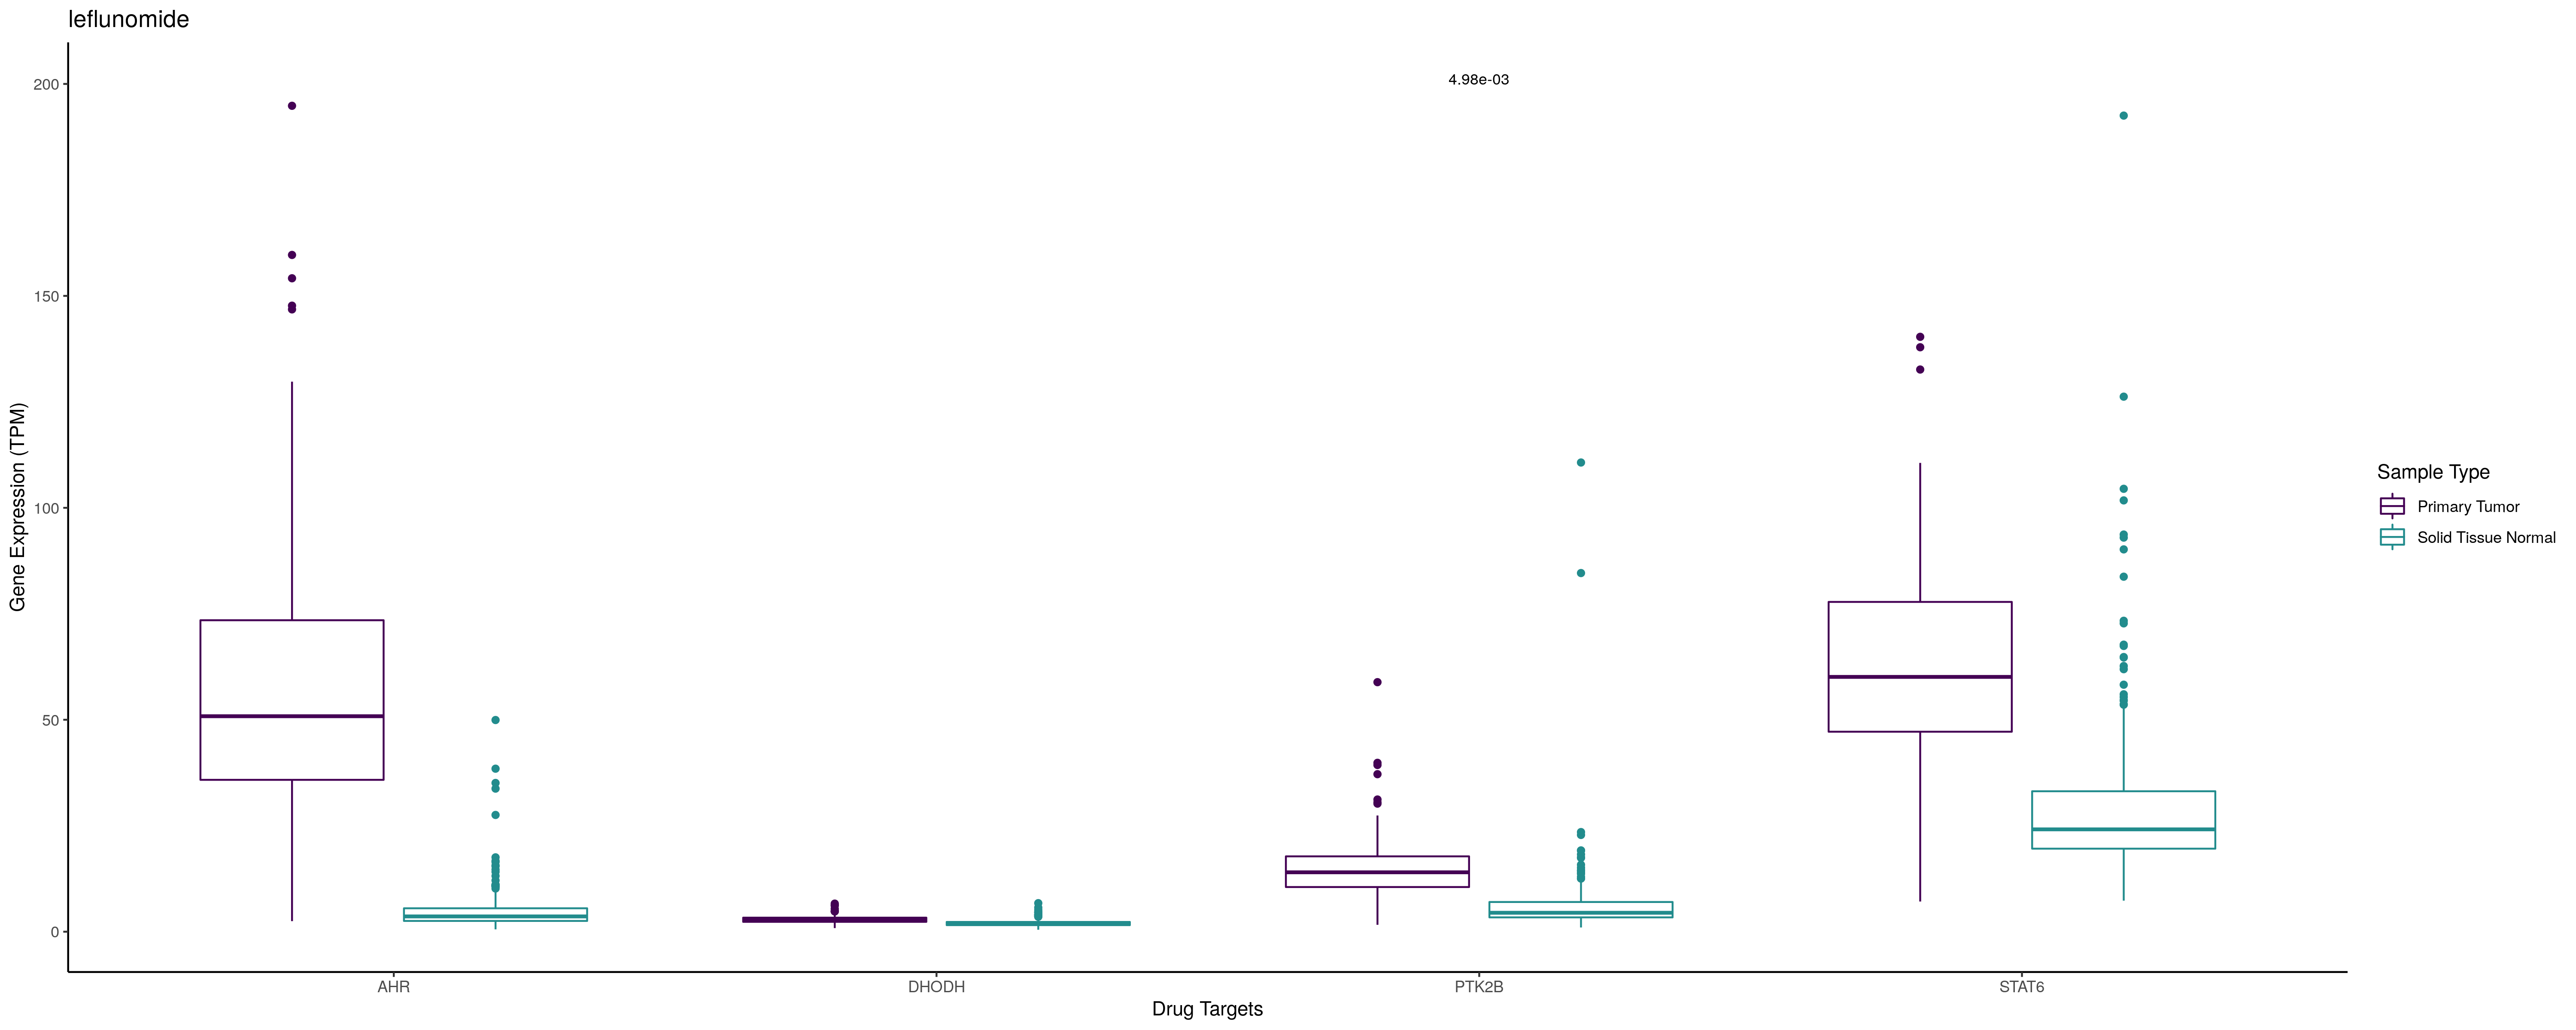 leflunomide
4.98e-03
200
150
100
50
0
Gene Expression (TPM)
AHR
DHODH
PTK2B
STAT6
Drug Targets
Sample Type
Primary Tumor
Solid Tissue Normal